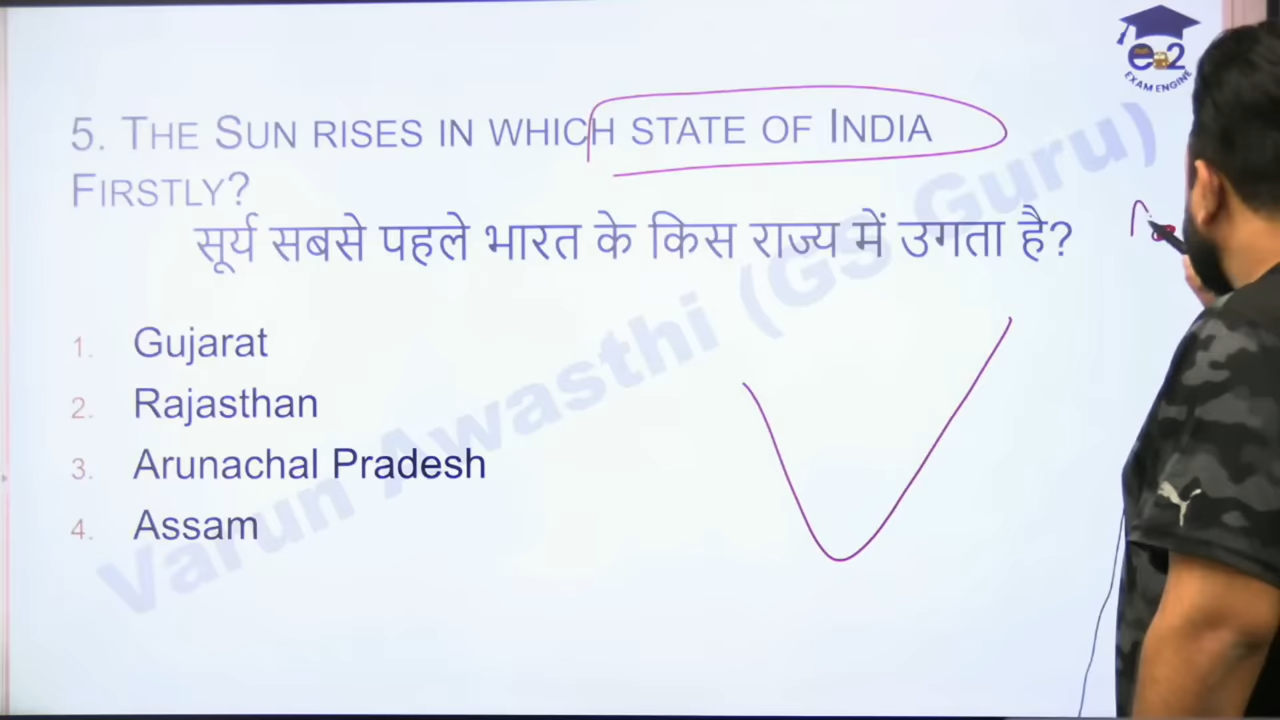 e 2
EXAM ENGINE
5. THE SUN RISES IN WHICH STATE OF INDIA
FIRSTLY?
सूर्य सबसे पहले भारत के किस राज्य में उगता है?
1. Gujarat
2. Rajasthan
3. Arunachal Pradesh
4. Assam
Varun Awasthi (GS Guru)